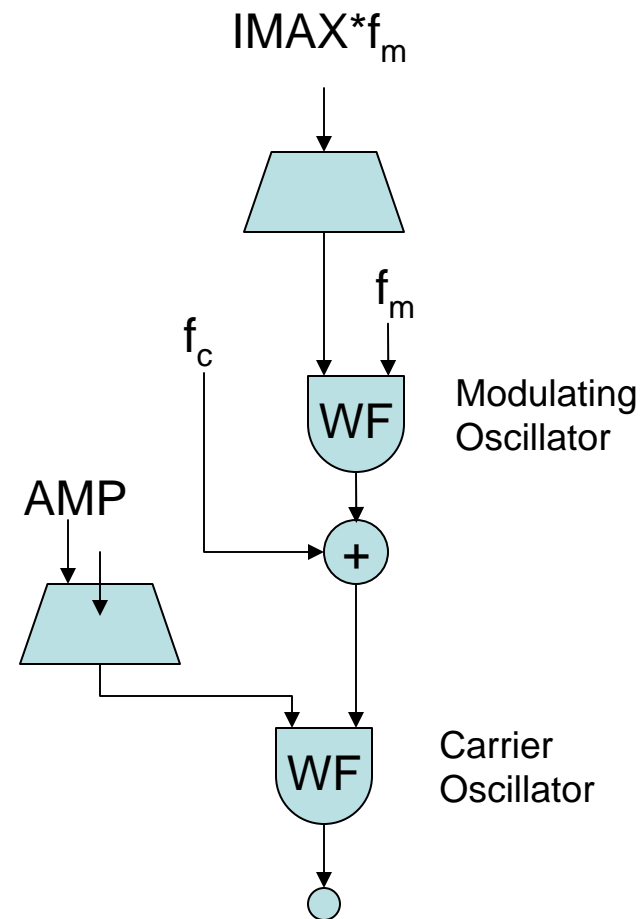 IMAX*fm
fm
fc
WF
Modulating
Oscillator
AMP
+
WF
Carrier
Oscillator